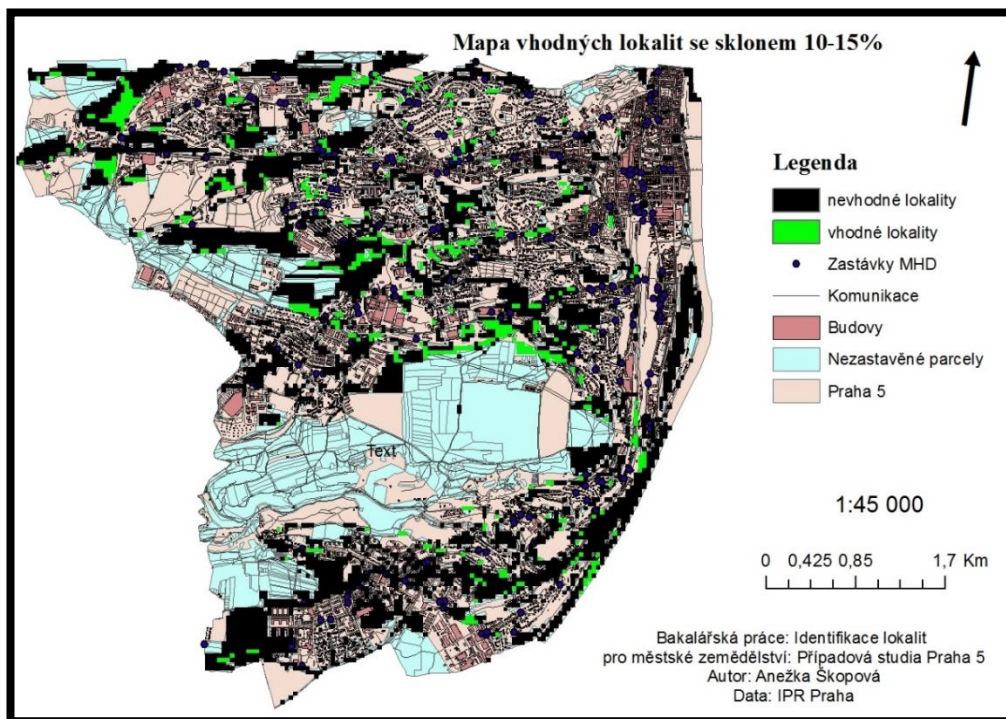 Mapa vhodných lokalit se sklonem 10-15%
Legenda
nevhodné lokality
vhodné lokality
Zastávky MHD
Komunikace
Budovy
Nezastavěné parcely
Praha 5
Text
1:45 000
0 0,425 0,85 1,7 Km
Bakalářská práce: Identifikace lokalit
pro městské zemědělství: Případová studia Praha 5
Autor: Anežka Škopová
Data: IPR Praha